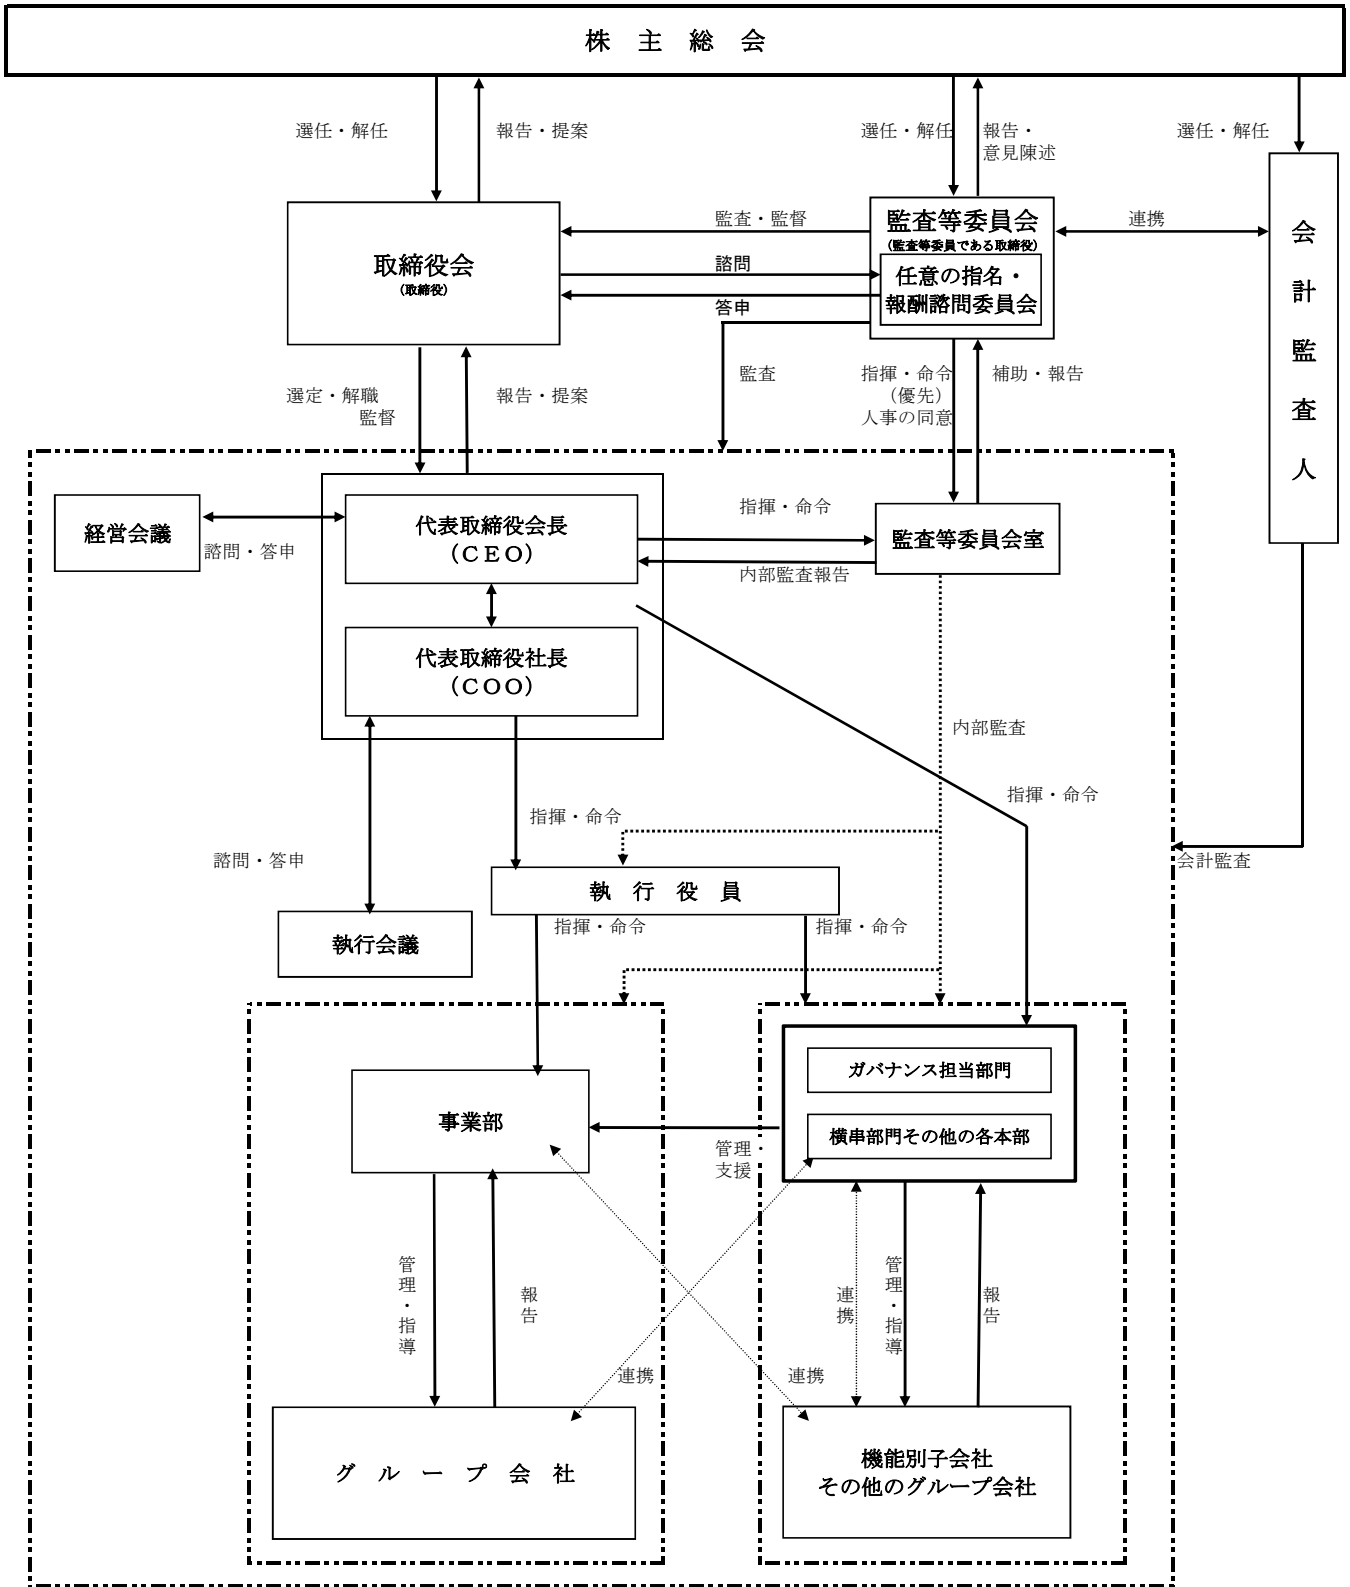 株 主 総 会
選任・解任
報告・提案
選任・解任
報告・
意見陳述
選任・解任
取締役会
(取締役)
監査・監督
諮問
答申
監査等委員会
(監査等委員である取締役)
任意の指名・
報酬諮問委員会
連携
会計監査人
選定・解職
監督
報告・提案
監査
指揮・命令
(優先)
人事の同意
補助・報告
経営会議
諮問・答申
代表取締役会長
(CEO)
指揮・命令
内部監査報告
監査等委員会室
代表取締役社長
(COO)
内部監査
指揮・命令
指揮・命令
諮問・答申
会計監査
執 行 役 員
指揮・命令
指揮・命令
執行会議
ガバナンス担当部門
事業部
横串部門その他の各本部
管理・
支援
管理・指導
報告
連携
管理・指導
報告
連携
連携
グ ル ー プ 会 社
機能別子会社
その他のグループ会社